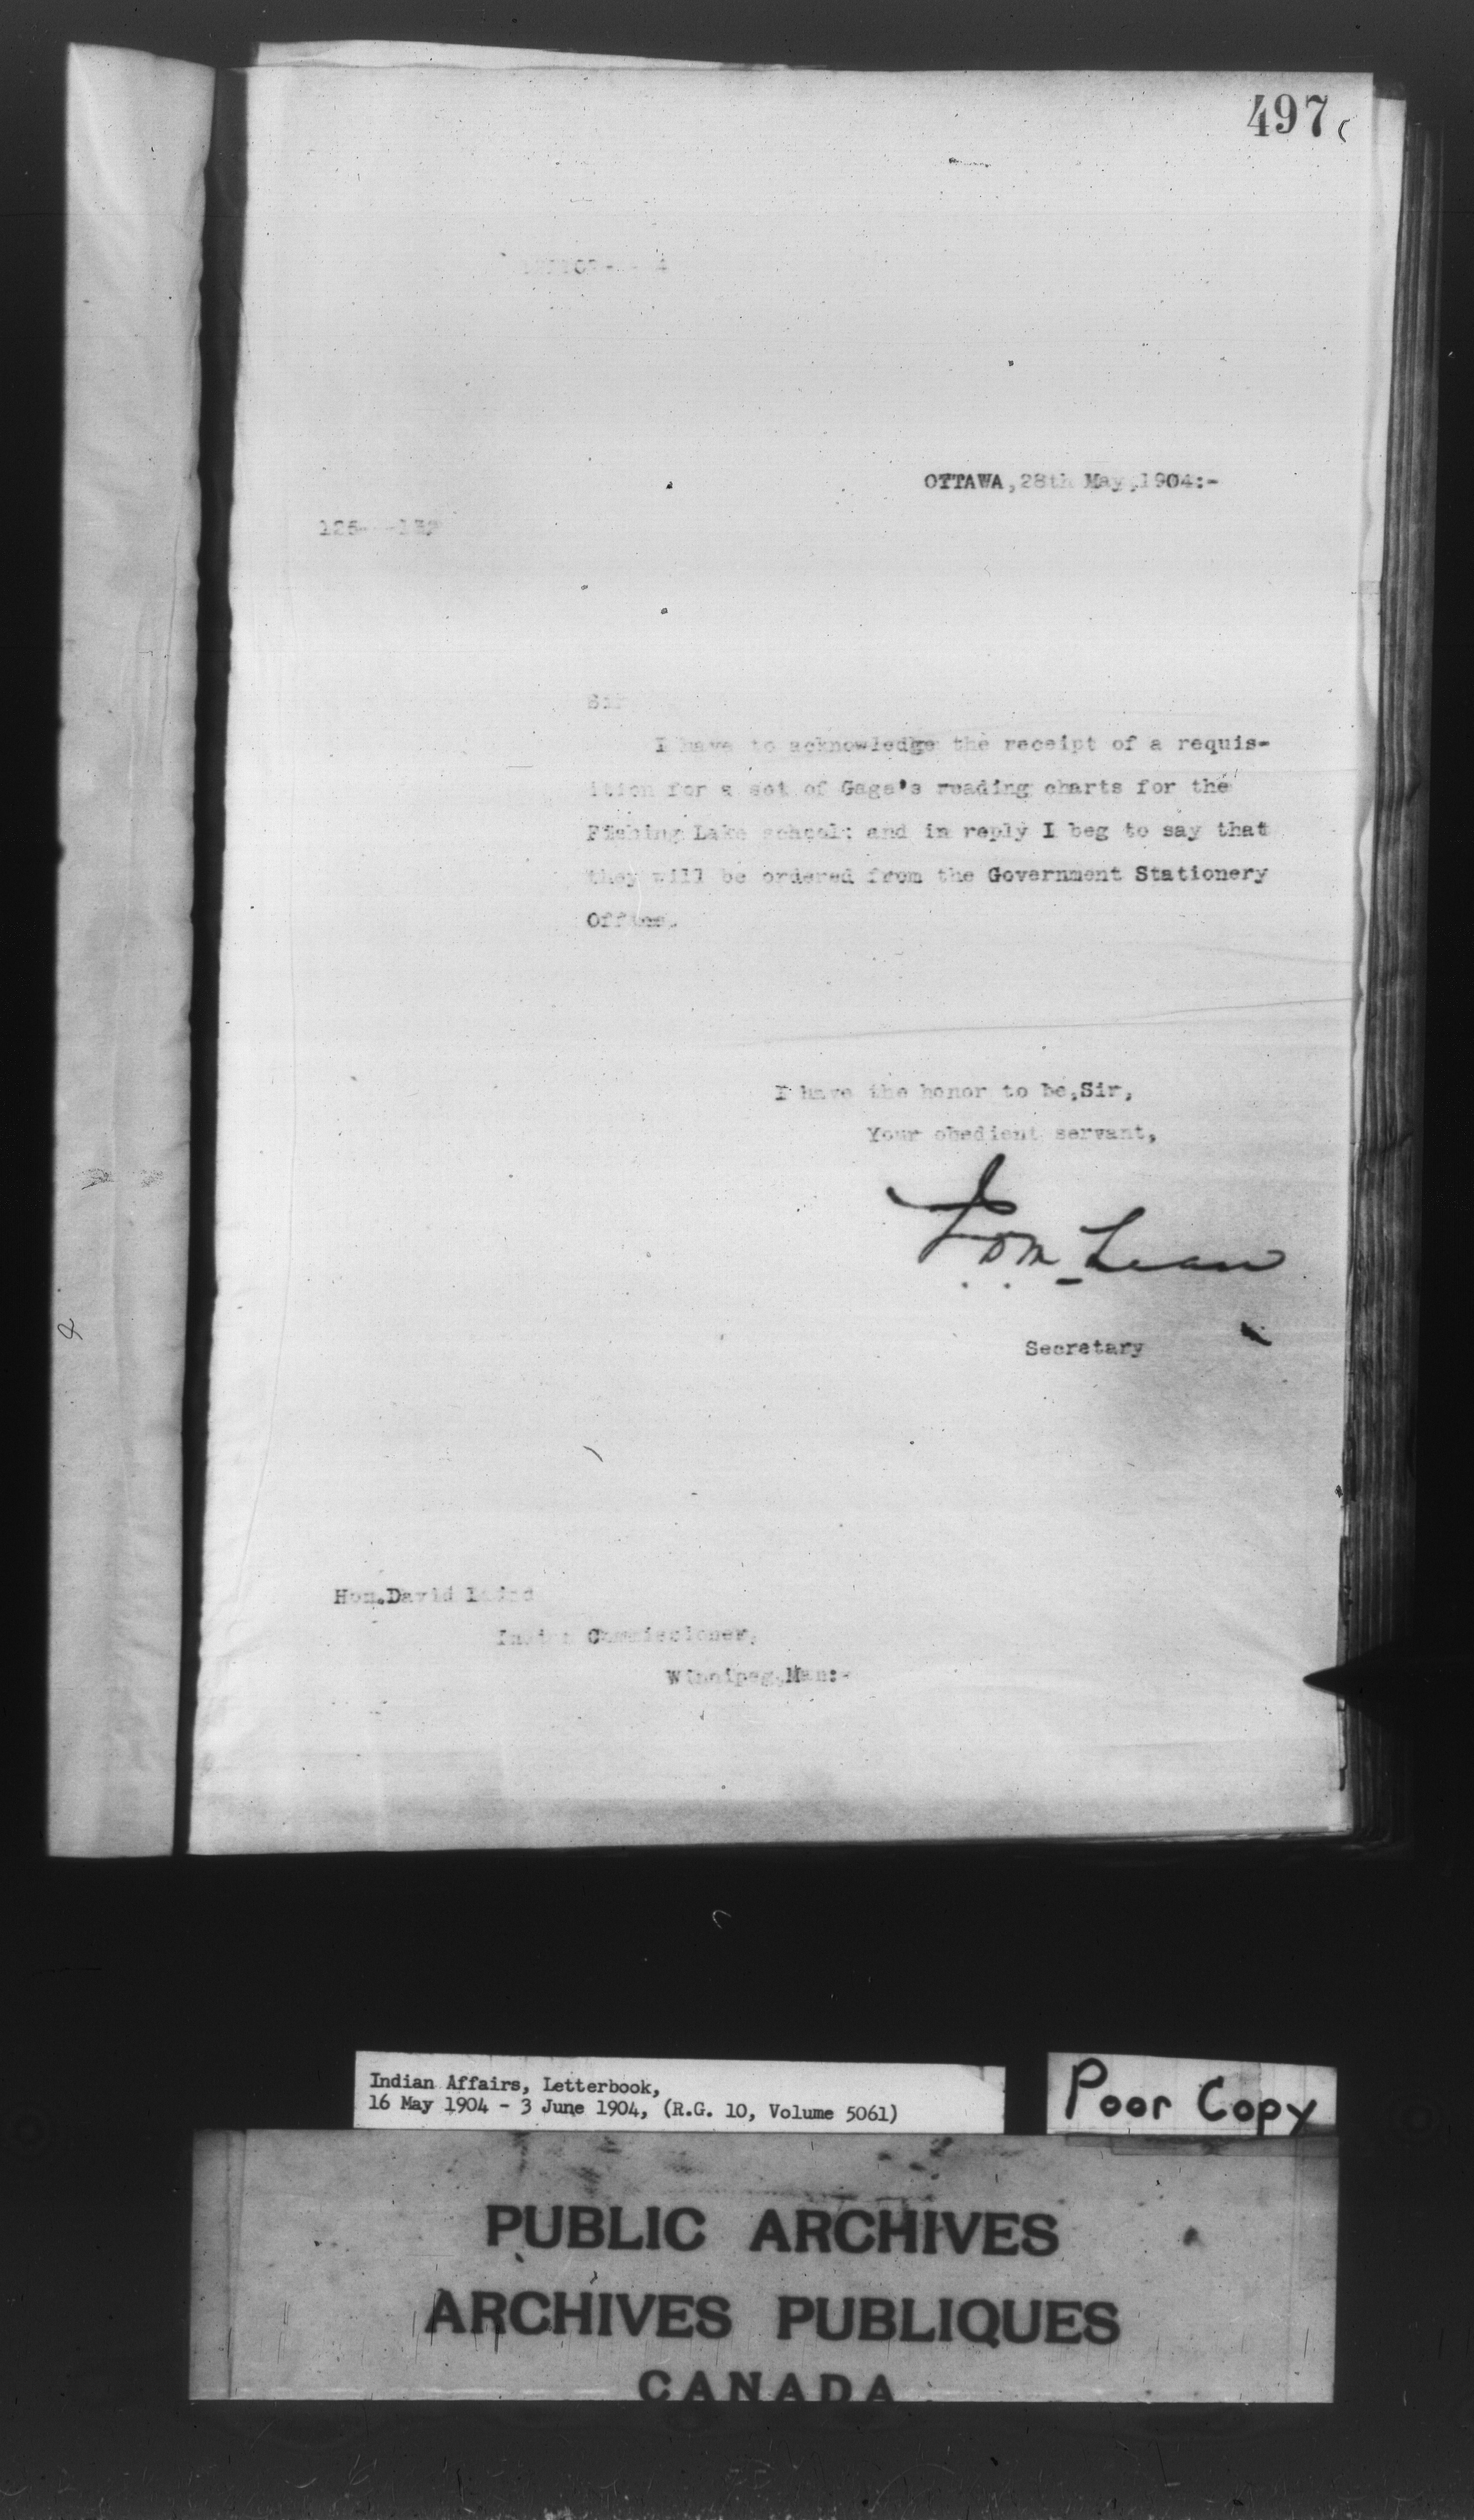 497
OTTAWA, 28th May, 1904:-
Sir
I have to acknowledge the receipt of a requis-
ition for a set of Gage's reading charts for the
Fishing Lake school: and in reply I beg to say that
they will be ordered from the Government Stationery
Office.
I have the honor to be, Sir,
Your obedient servant,
Secretary
Hon. David Laird
Indian Commissioner,
Winnipeg, Man:-
Indian Affairs, Letterbook,
16 May 1904 - 3 June 1904, (R.G. 10, Volume 5061)
Poor Copy
PUBLIC ARCHIVES
ARCHIVES PUBLIQUES
CANADA